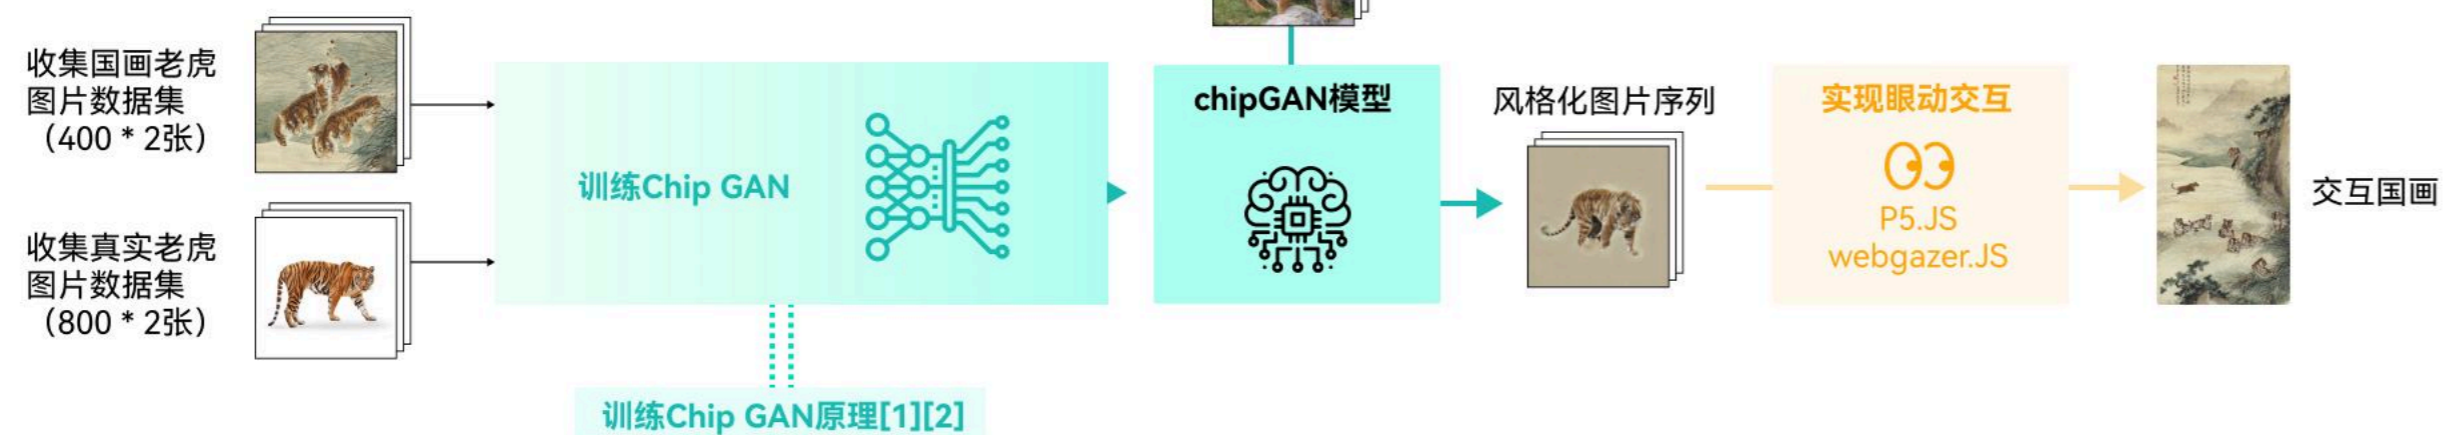 收集国画老虎
图片数据集
（400 * 2张）
收集真实老虎
图片数据集
（800 * 2张）
训练Chip GAN
训练Chip GAN原理[1][2]
chipGAN模型
风格化图片序列
实现眼动交互
P5.JS
webgazer.JS
交互国画